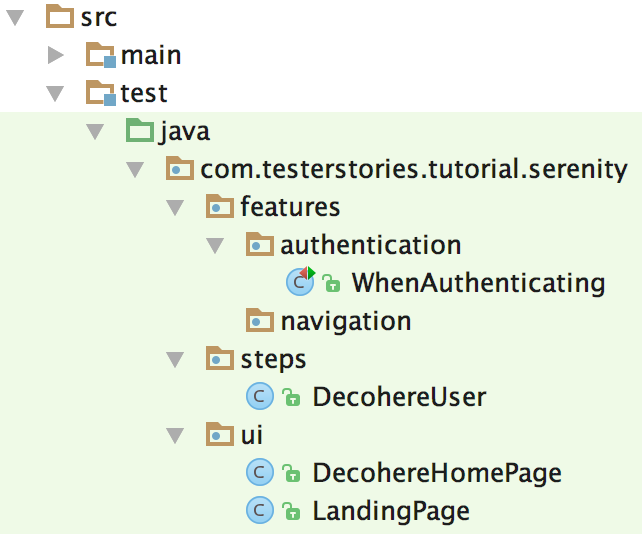 src
main
test
java
com.testerstories.tutorial.serenity
features
authentication
WhenAuthenticating
navigation
steps
DecohereUser
ui
DecohereHomePage
LandingPage